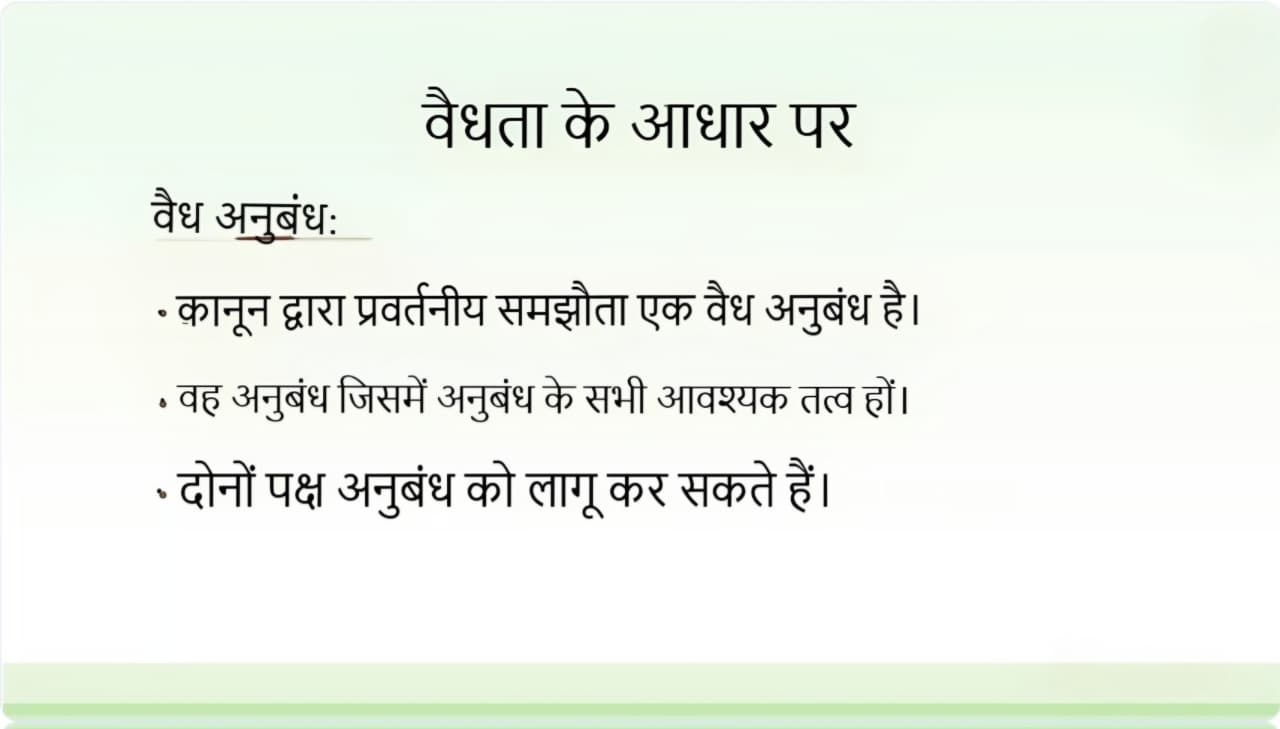 वैधता के आधार पर
वैध अनुबंध:
• क़ानून द्वारा प्रवर्तनीय समझौता एक वैध अनुबंध है।
• वह अनुबंध जिसमें अनुबंध के सभी आवश्यक तत्व हों।
• दोनों पक्ष अनुबंध को लागू कर सकते हैं।